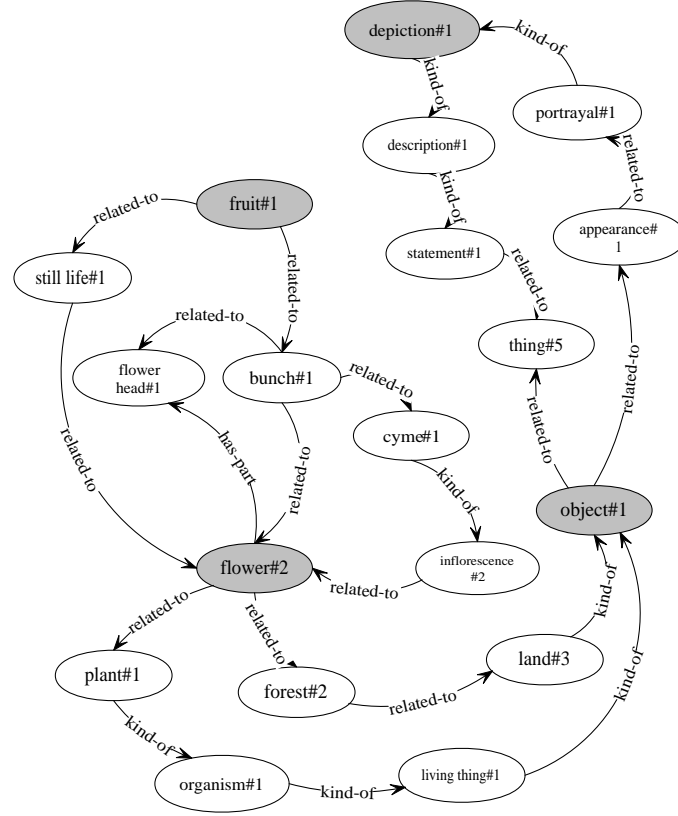 depiction#1
kind-of
kind-of
portrayal#1
description#1
related-to
kind-of
related-to
fruit#1
appearance#
1
statement#1
related-to
still life#1
related-to
related-to
thing#5
flower
head#1
bunch#1
related-to
related-to
related-to
cyme#1
has-part
related-to
related-to
kind-of
object#1
flower#2
inflorescence
#2
related-to
kind-of
related-to
related-to
land#3
kind-of
plant#1
forest#2
related-to
kind-of
organism#1
living thing#1
kind-of